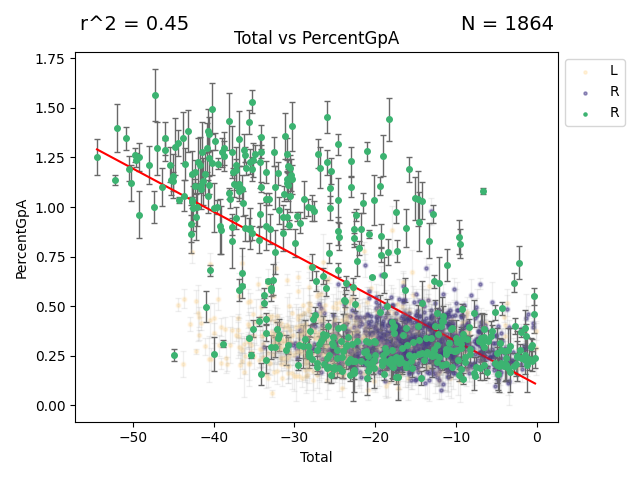 r^2 = 0.45 N = 1864
Total vs PercentGpA
1.75
1.50
1.25
1.00
0.75
0.50
0.25
0.00
PercentGpA
−50 −40 −30 −20 −10 0
Total
L
R
R